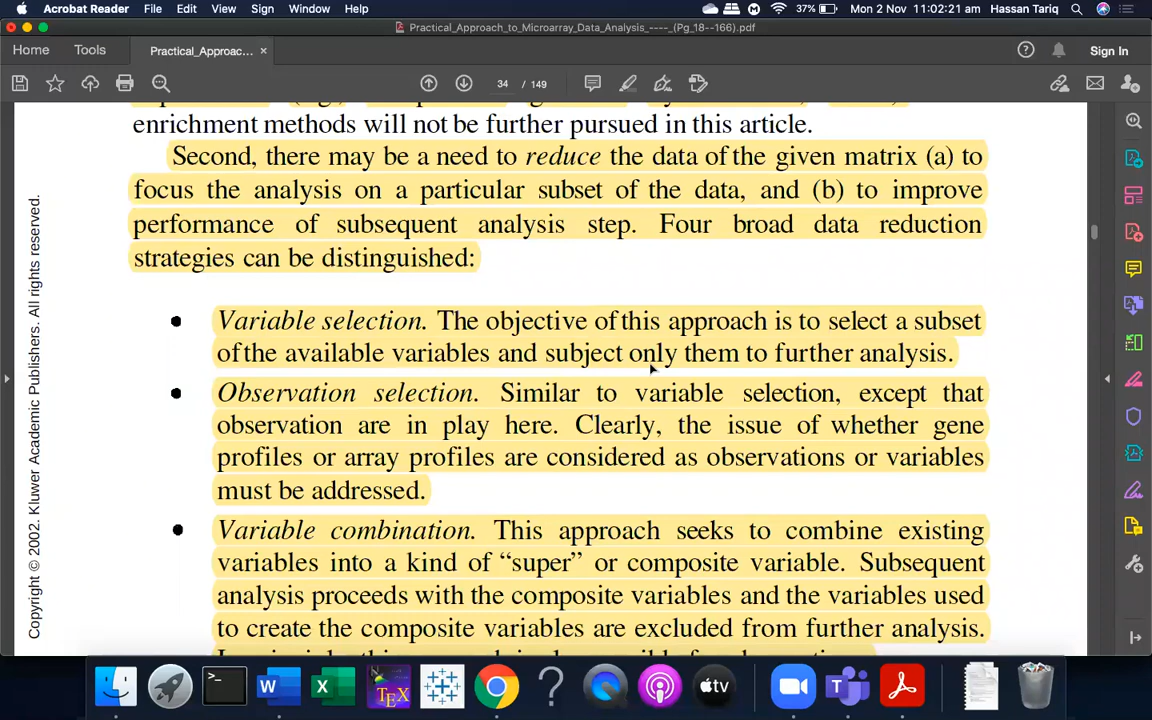 Acrobat Reader File Edit View Sign Window Help 37% Mon 2 Nov 11:02:21 am Hassan Tariq
Practical_Approach_to_Microarray_Data_Analysis_----_(Pg_18--166).pdf
Home Tools Practical_Approac... × Sign In
34 / 149
enrichment methods will not be further pursued in this article.
Second, there may be a need to reduce the data of the given matrix (a) to
focus the analysis on a particular subset of the data, and (b) to improve
performance of subsequent analysis step. Four broad data reduction
strategies can be distinguished:
• Variable selection. The objective of this approach is to select a subset
of the available variables and subject only them to further analysis.
• Observation selection. Similar to variable selection, except that
observation are in play here. Clearly, the issue of whether gene
profiles or array profiles are considered as observations or variables
must be addressed.
• Variable combination. This approach seeks to combine existing
variables into a kind of “super” or composite variable. Subsequent
analysis proceeds with the composite variables and the variables used
to create the composite variables are excluded from further analysis.
Copyright © 2002. Kluwer Academic Publishers. All rights reserved.
W X TEX ? tv T